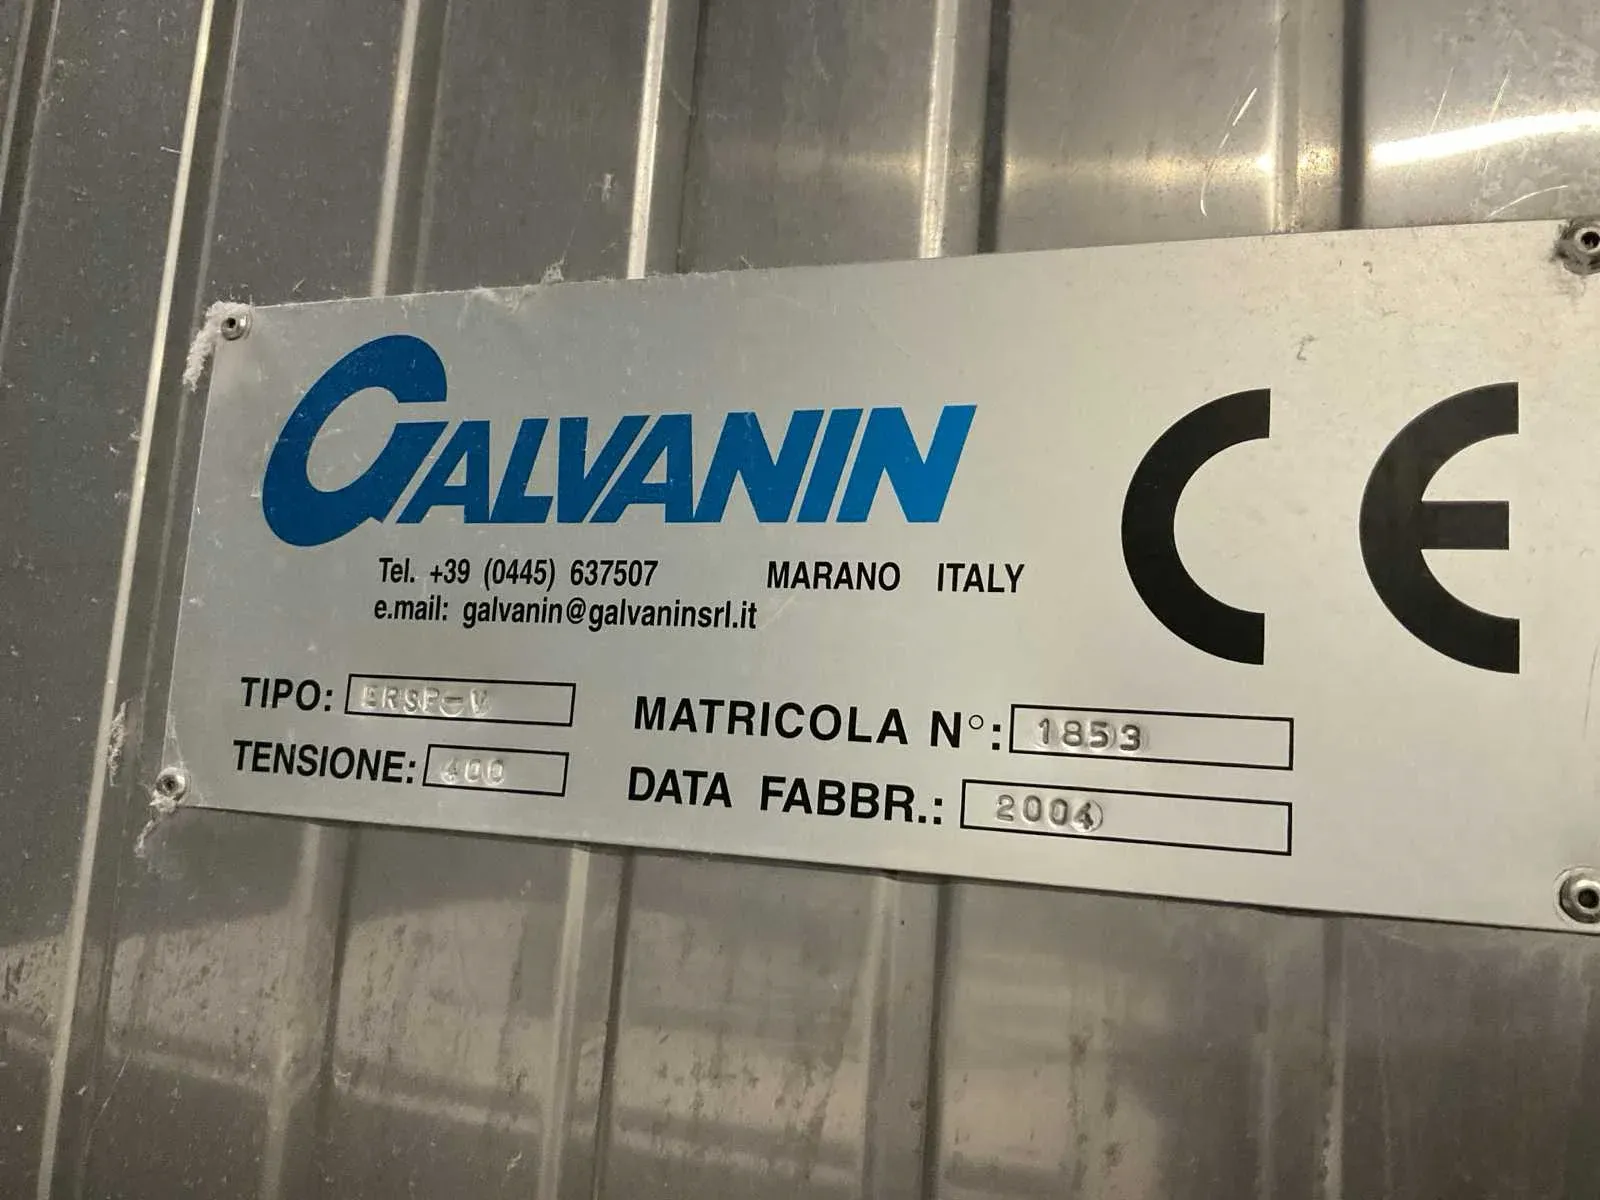 GALVANIN
Tel. +39 (0445) 637507 MARANO ITALY
e.mail: galvanin@galvaninsrl.it
CE
TIPO: ERSP-V
MATRICOLA N°: 1853
TENSIONE: 400
DATA FABBR.: 2004